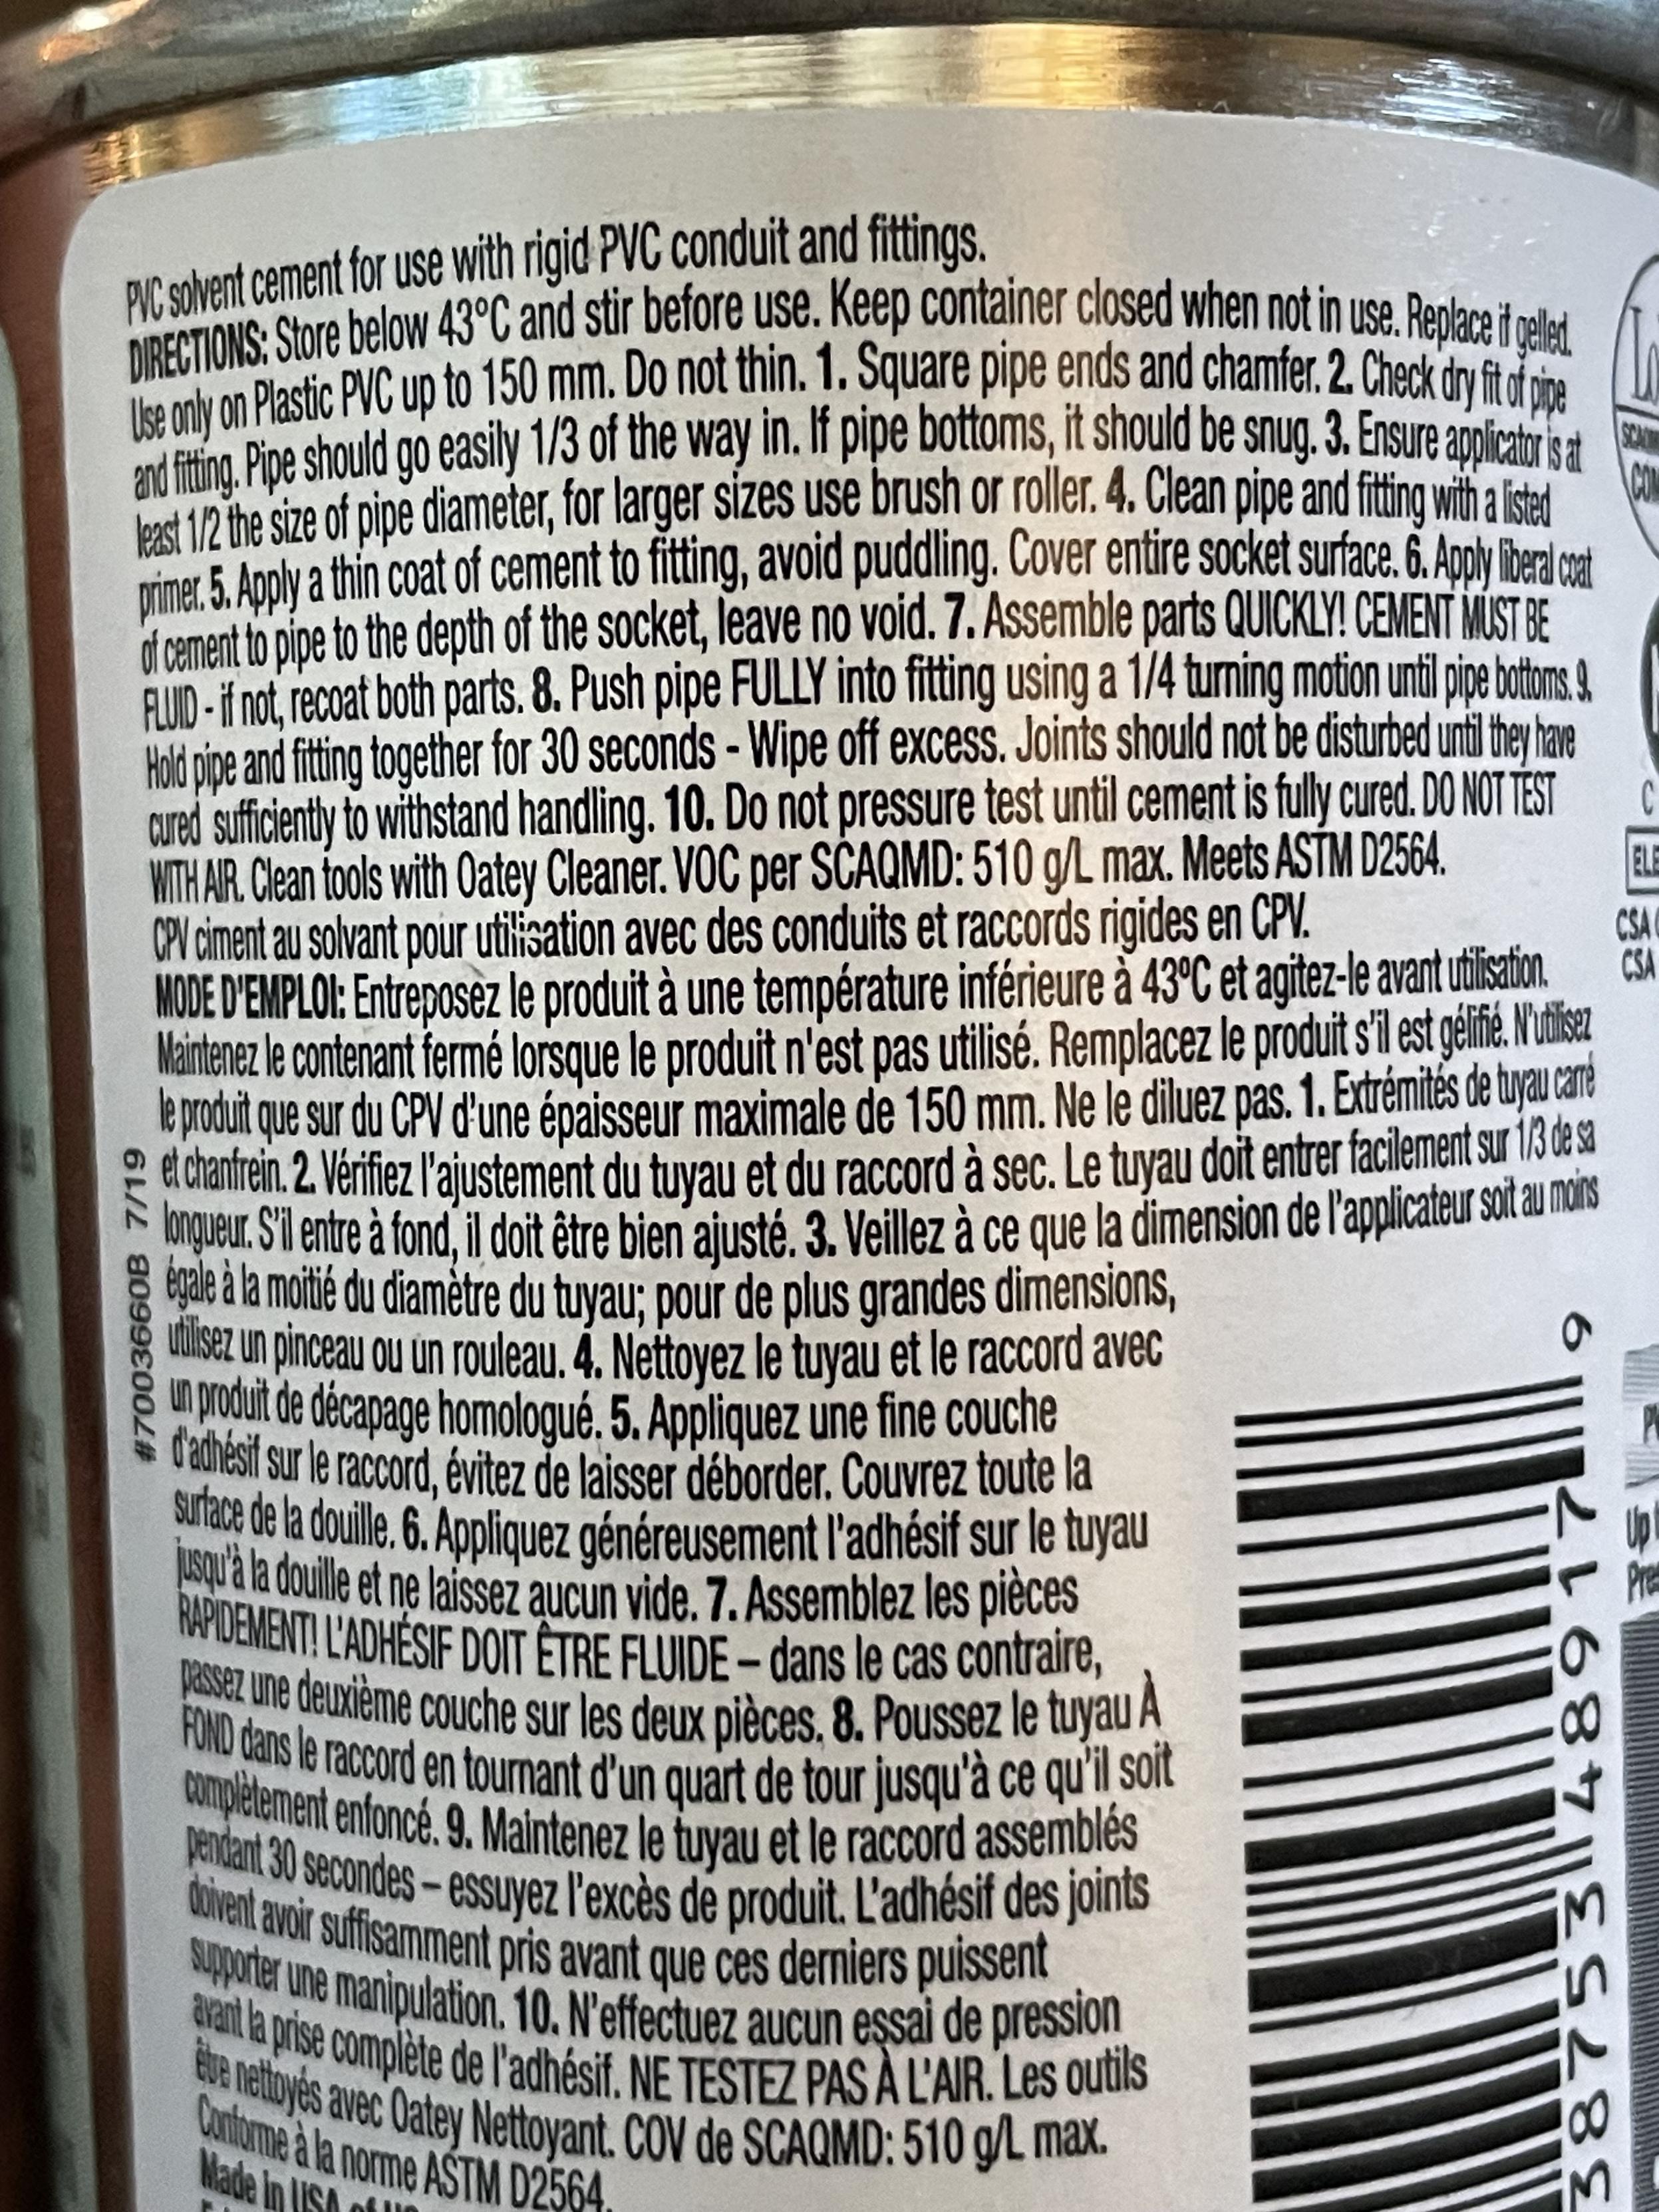 PVC solvent cement for use with rigid PVC conduit and fittings.
DIRECTIONS: Store below 43°C and stir before use. Keep container closed when not in use. Replace if gelled.
Use only on Plastic PVC up to 150 mm. Do not thin. 1. Square pipe ends and chamfer. 2. Check dry fit of pipe
and fitting. Pipe should go easily 1/3 of the way in. If pipe bottoms, it should be snug. 3. Ensure applicator is at
least 1/2 the size of pipe diameter, for larger sizes use brush or roller. 4. Clean pipe and fitting with a listed
primer. 5. Apply a thin coat of cement to fitting, avoid puddling. Cover entire socket surface. 6. Apply liberal coat
of cement to pipe to the depth of the socket, leave no void. 7. Assemble parts QUICKLY! CEMENT MUST BE
FLUID - if not, recoat both parts. 8. Push pipe FULLY into fitting using a 1/4 turning motion until pipe bottoms. 9.
Hold pipe and fitting together for 30 seconds - Wipe off excess. Joints should not be disturbed until they have
cured sufficiently to withstand handling. 10. Do not pressure test until cement is fully cured. DO NOT TEST
WITH AIR. Clean tools with Oatey Cleaner. VOC per SCAQMD: 510 g/L max. Meets ASTM D2564.
CPV ciment au solvant pour utilisation avec des conduits et raccords rigides en CPV.
MODE D'EMPLOI: Entreposez le produit à une température inférieure à 43°C et agitez-le avant utilisation.
Maintenez le contenant fermé lorsque le produit n'est pas utilisé. Remplacez le produit s'il est gélifié. N'utilisez
le produit que sur du CPV d'une épaisseur maximale de 150 mm. Ne le diluez pas. 1. Extrémités de tuyau carré
et chanfrein. 2. Vérifiez l'ajustement du tuyau et du raccord à sec. Le tuyau doit entrer facilement sur 1/3 de sa
longueur. S'il entre à fond, il doit être bien ajusté. 3. Veillez à ce que la dimension de l'applicateur soit au moins
égale à la moitié du diamètre du tuyau; pour de plus grandes dimensions,
utilisez un pinceau ou un rouleau. 4. Nettoyez le tuyau et le raccord avec
un produit de décapage homologué. 5. Appliquez une fine couche
d'adhésif sur le raccord, évitez de laisser déborder. Couvrez toute la
surface de la douille. 6. Appliquez généreusement l'adhésif sur le tuyau
jusqu'à la douille et ne laissez aucun vide. 7. Assemblez les pièces
RAPIDEMENT! L'ADHÉSIF DOIT ÊTRE FLUIDE – dans le cas contraire,
passez une deuxième couche sur les deux pièces. 8. Poussez le tuyau À
FOND dans le raccord en tournant d'un quart de tour jusqu'à ce qu'il soit
complètement enfoncé. 9. Maintenez le tuyau et le raccord assemblés
pendant 30 secondes – essuyez l'excès de produit. L'adhésif des joints
doivent avoir suffisamment pris avant que ces derniers puissent
supporter une manipulation. 10. N'effectuez aucun essai de pression
avant la prise complète de l'adhésif. NE TESTEZ PAS À L'AIR. Les outils
être nettoyés avec Oatey Nettoyant. COV de SCAQMD: 510 g/L max.
Conforme à la norme ASTM D2564.
Made In USA of
#70036660B 7/19
38753 48917 9
CSA
CSA